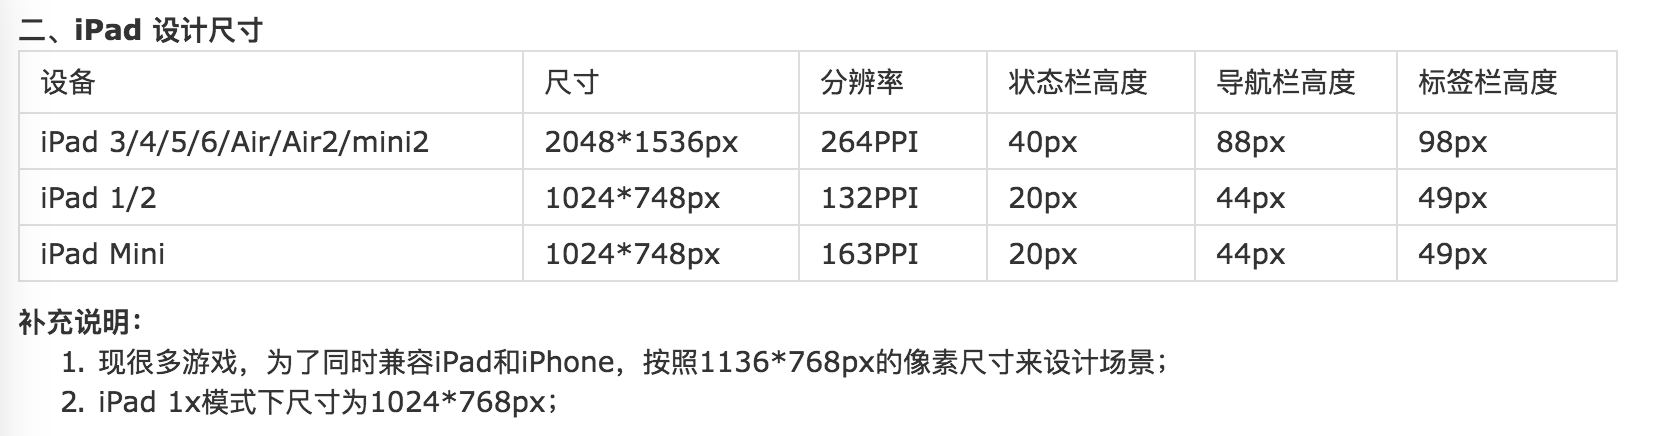 二、iPad 设计尺寸
设备 尺寸 分辨率 状态栏高度 导航栏高度 标签栏高度
iPad 3/4/5/6/Air/Air2/mini2 2048*1536px 264PPI 40px 88px 98px
iPad 1/2 1024*748px 132PPI 20px 44px 49px
iPad Mini 1024*748px 163PPI 20px 44px 49px
补充说明：
1. 现很多游戏，为了同时兼容iPad和iPhone，按照1136*768px的像素尺寸来设计场景；
2. iPad 1x模式下尺寸为1024*768px；